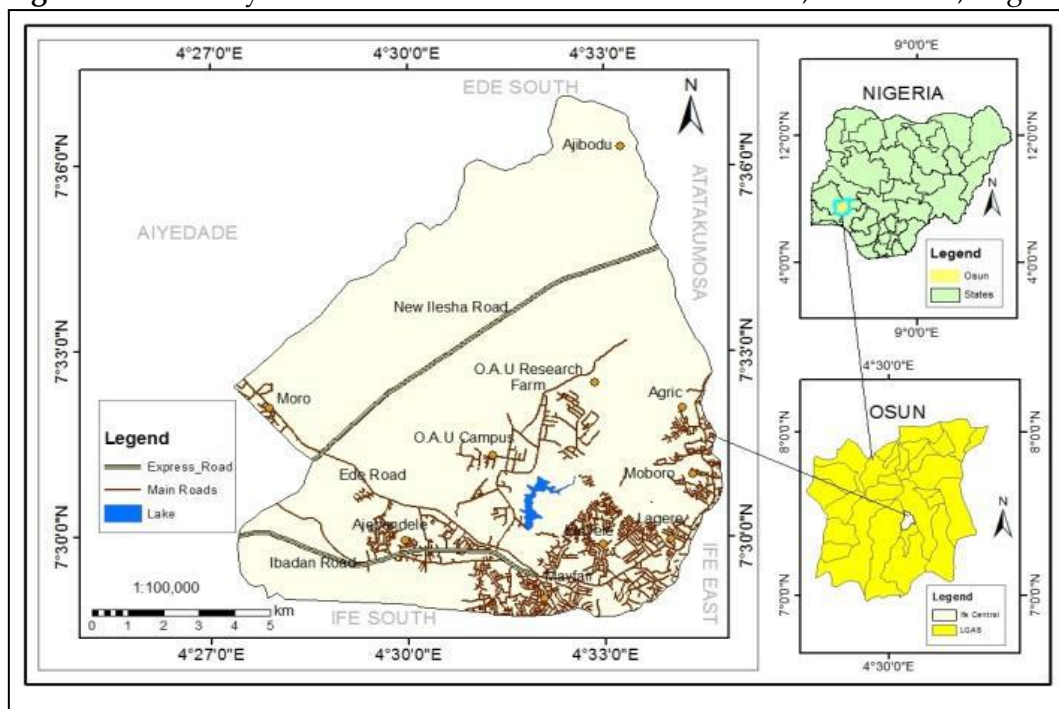 4°27'0"E 4°30'0"E 4°33'0"E
EDE SOUTH
N
Ajibodu
7°36'0"N
7°36'0"N
ATATAKUMOSA
AIYEDADE
New Ilesha Road
7°33'0"N
7°33'0"N
O.A.U Research
Farm
Moro
Agric
Legend
Express_Road
Main Roads
Lake
O.A.U Campus
Ede Road
Moboro
Lagere
7°30'0"N
7°30'0"N
Ibadan Road
Mayfair
IFE EAST
1:100,000
km
0 1 2 3 4 5
IFE SOUTH
4°27'0"E 4°30'0"E 4°33'0"E
9°0'0"E
NIGERIA
12°0'0"N
12°0'0"N
N
Legend
Osun
States
4°0'0"N
4°0'0"N
9°0'0"E
4°30'0"E
OSUN
8°0'0"N
8°0'0"N
N
Legend
Ife Central
LGAS
7°0'0"N
7°0'0"N
4°30'0"E